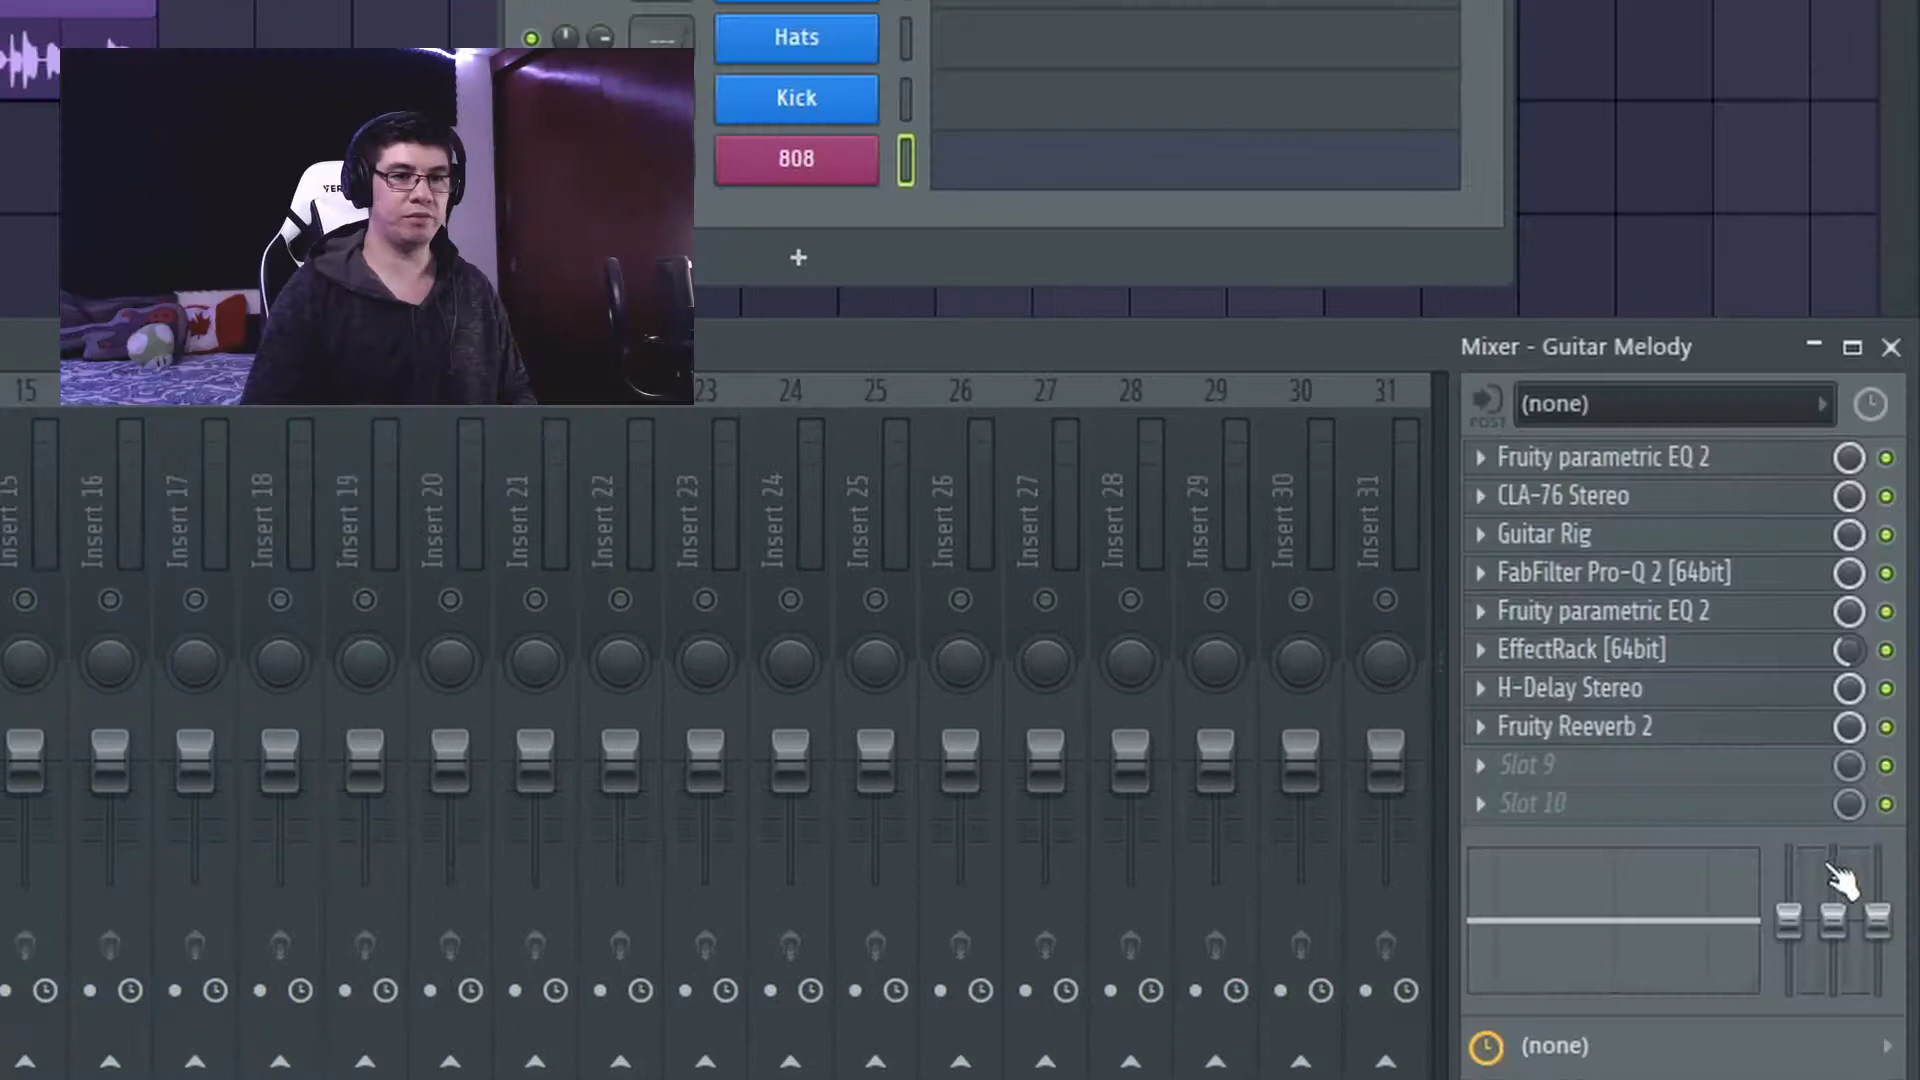 Hats
Kick
808
+
Mixer - Guitar Melody
15
23
24
25
26
27
28
29
30
31
POST
(none)
Fruity parametric EQ 2
CLA-76 Stereo
Guitar Rig
FabFilter Pro-Q 2 [64bit]
Fruity parametric EQ 2
EffectRack [64bit]
H-Delay Stereo
Fruity Reeverb 2
Slot 9
Slot 10
Insert 15
Insert 16
Insert 17
Insert 18
Insert 19
Insert 20
Insert 21
Insert 22
Insert 23
Insert 24
Insert 25
Insert 26
Insert 27
Insert 28
Insert 29
Insert 30
Insert 31
(none)